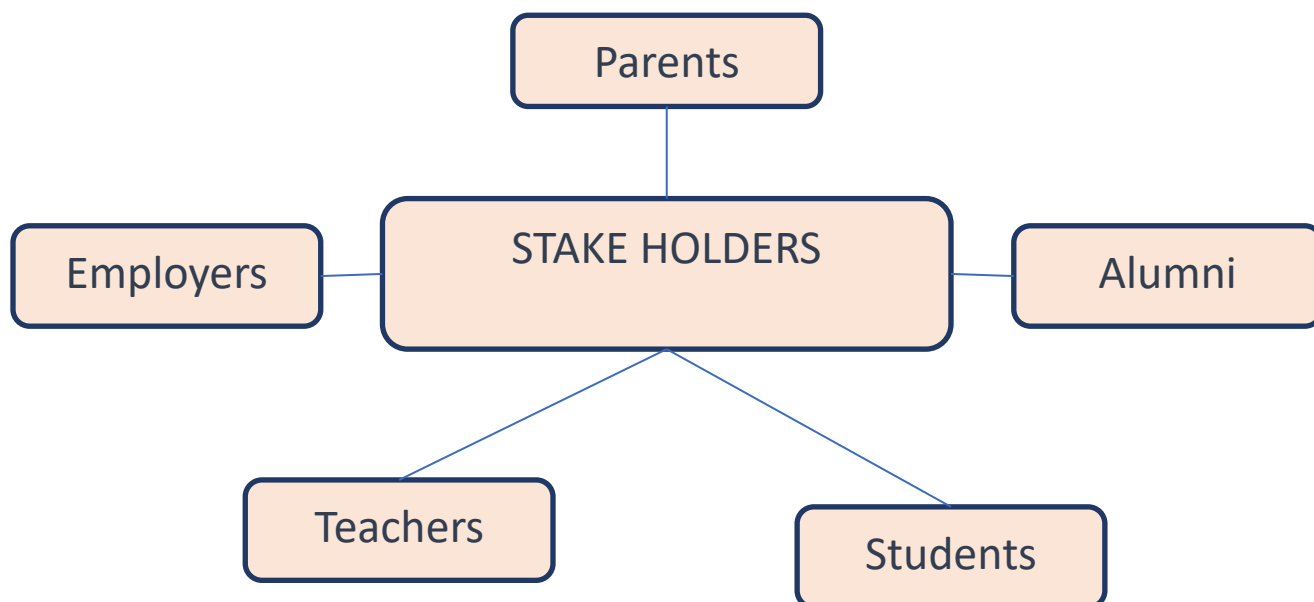 Parents
STAKE HOLDERS
Employers
Alumni
Teachers
Students